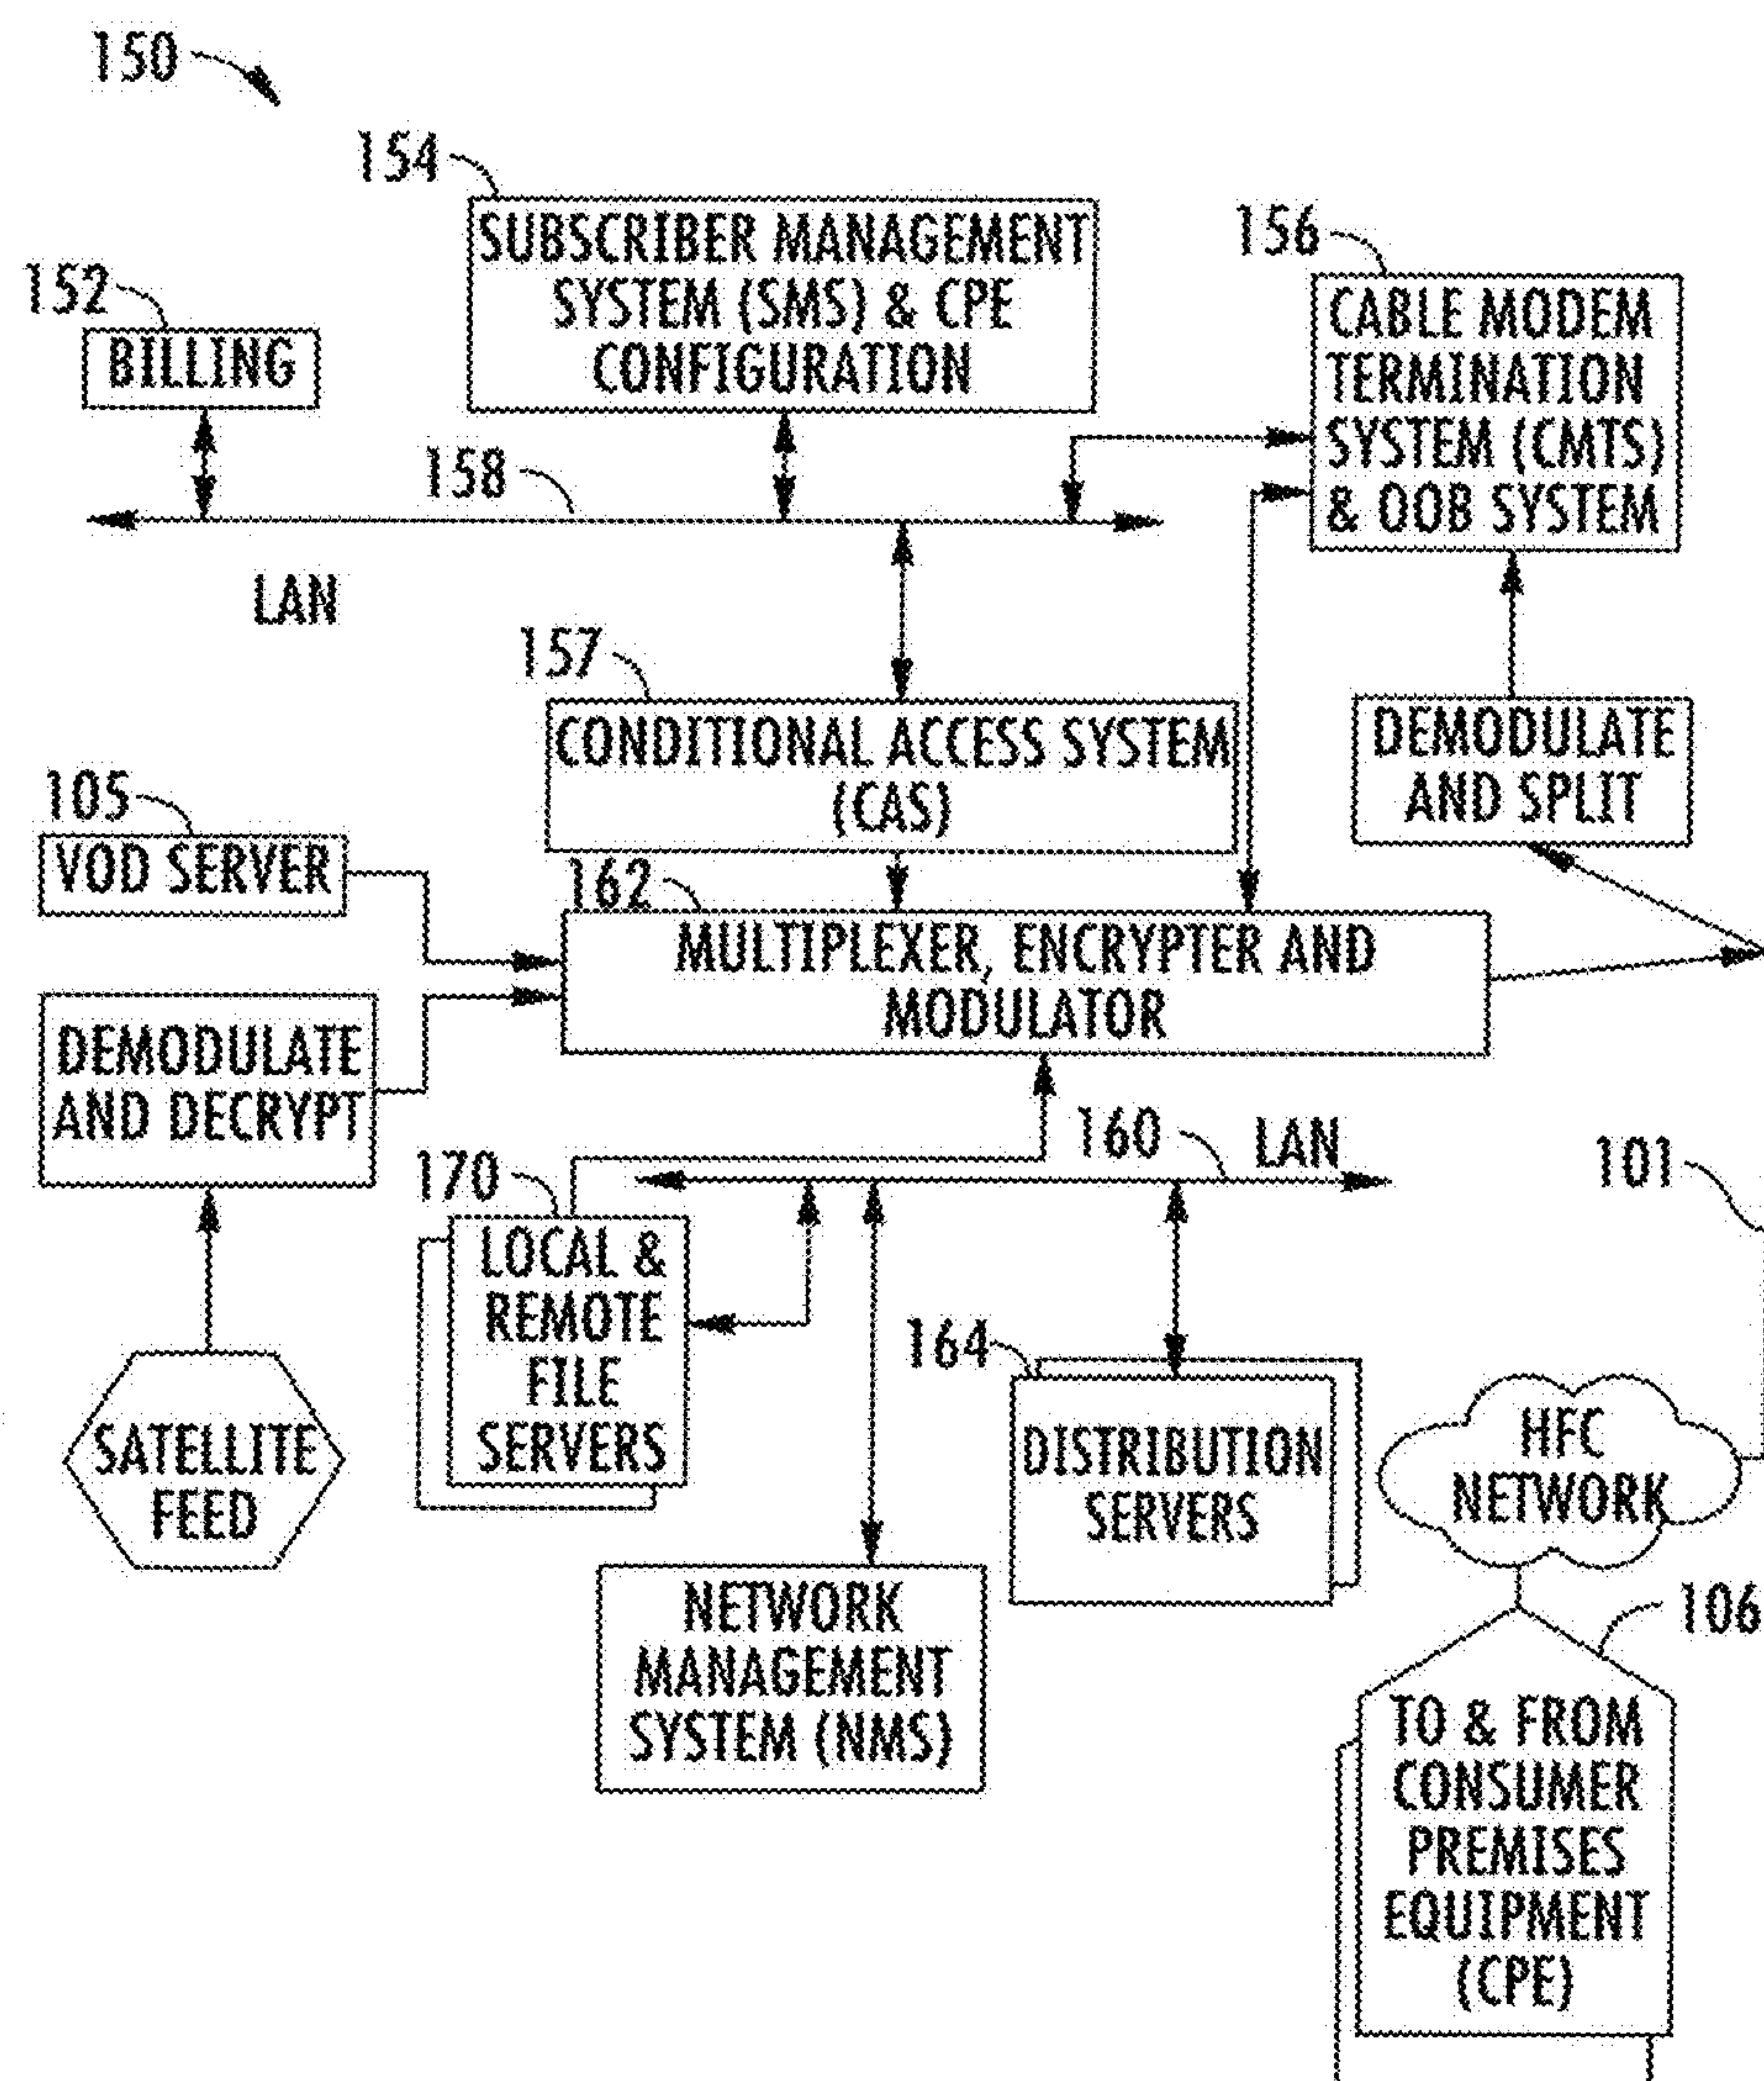 150
154
SUBSCRIBER MANAGEMENT
SYSTEM (SMS) & CPE
CONFIGURATION
156
CABLE MODEM
TERMINATION
SYSTEM (CMTS)
& OOB SYSTEM
152
BILLING
158
LAN
157
CONDITIONAL ACCESS SYSTEM
(CAS)
DEMODULATE
AND SPLIT
105
VOD SERVER
162
MULTIPLEXER, ENCRYPTER AND
MODULATOR
DEMODULATE
AND DECRYPT
160
LAN
101
170
LOCAL &
REMOTE
FILE
SERVERS
164
DISTRIBUTION
SERVERS
HFC
NETWORK
SATELLITE
FEED
NETWORK
MANAGEMENT
SYSTEM (NMS)
106
TO & FROM
CONSUMER
PREMISES
EQUIPMENT
(CPE)